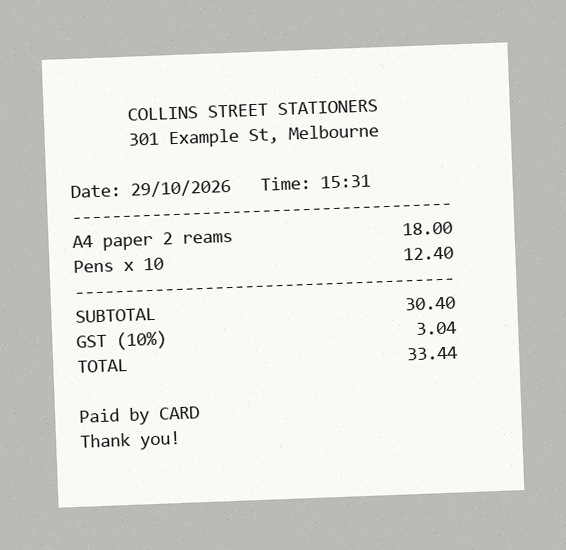 COLLINS STREET STATIONERS
301 Example St, Melbourne
Date: 29/10/2026   Time: 15:31
--------------------------------------
A4 paper 2 reams                 18.00
Pens x 10                        12.40
--------------------------------------
SUBTOTAL                         30.40
GST (10%)                         3.04
TOTAL                            33.44
Paid by CARD
Thank you!